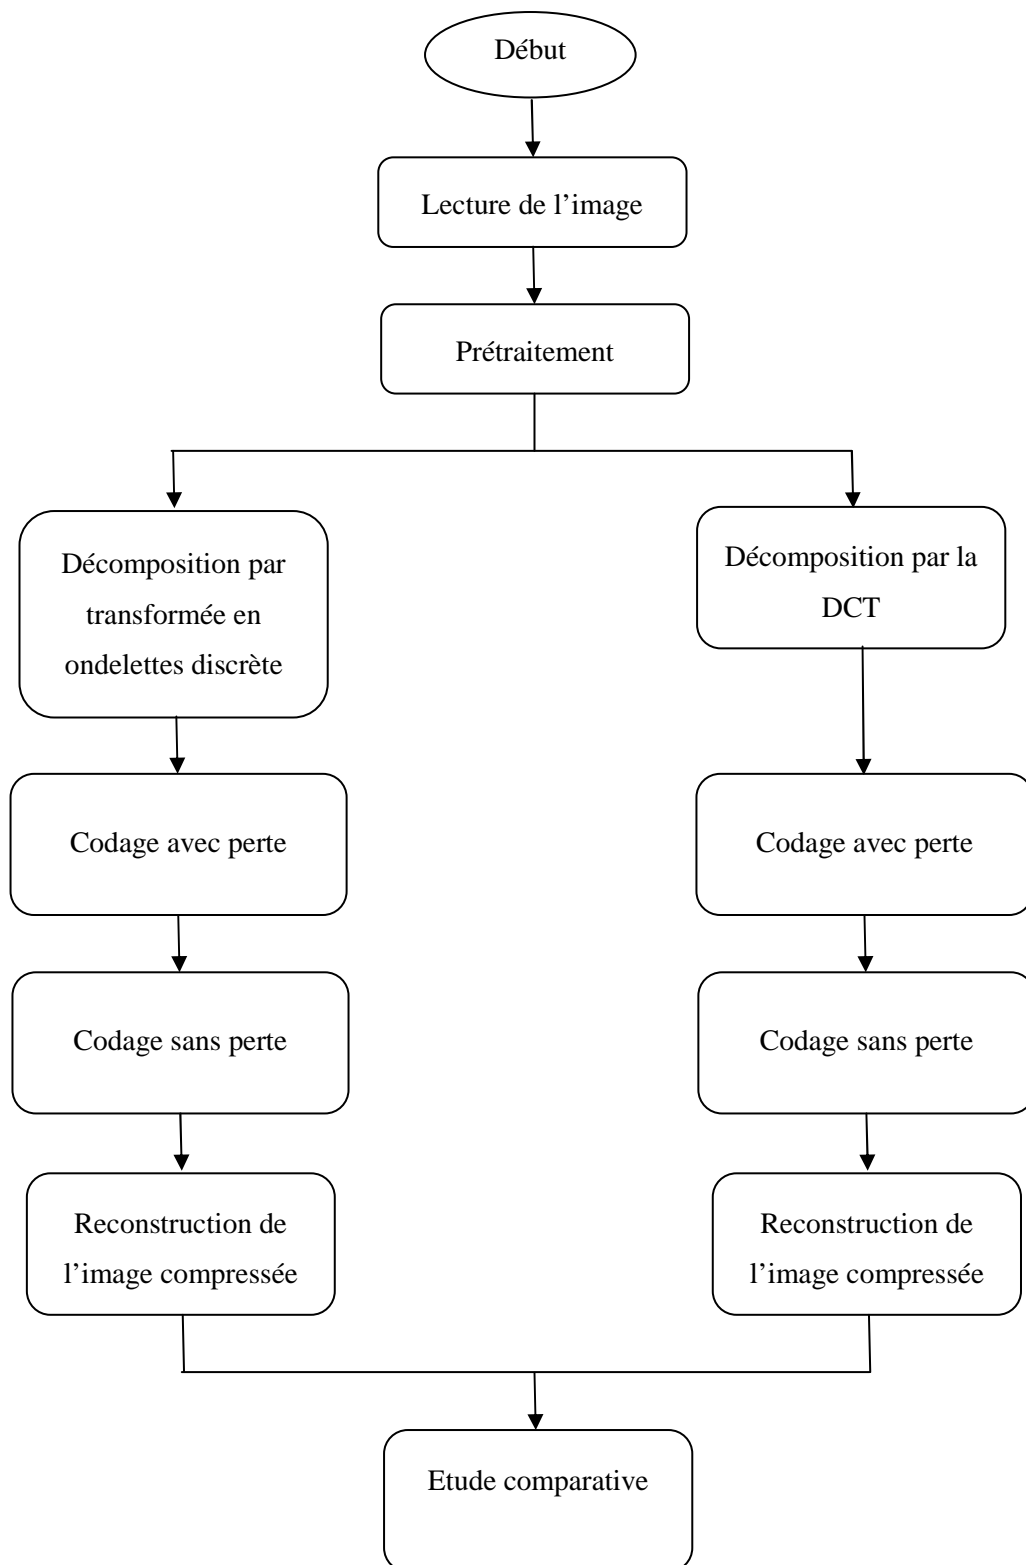 Début
Lecture de l’image
Prétraitement
Décomposition par
transformée en
ondelettes discrète
Décomposition par la
DCT
Codage avec perte
Codage avec perte
Codage sans perte
Codage sans perte
Reconstruction de
l’image compressée
Reconstruction de
l’image compressée
Etude comparative